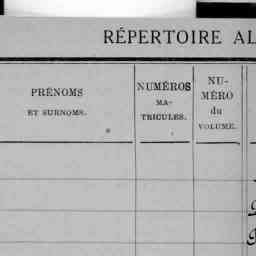 RÉPERTOIRE AL
PRÉNOMS
ET SURNOMS.
NUMÉROS
MA-
TRICULES.
NU-
MÉRO
du
VOLUME.